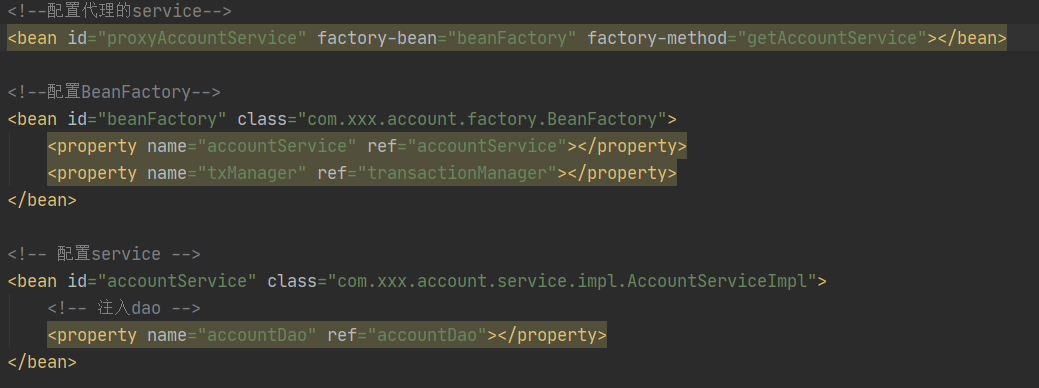 <!--配置代理的service-->
<bean id="proxyAccountService" factory-bean="beanFactory" factory-method="getAccountService"></bean>
<!--配置BeanFactory-->
<bean id="beanFactory" class="com.xxx.account.factory.BeanFactory">
<property name="accountService" ref="accountService"></property>
<property name="txManager" ref="transactionManager"></property>
</bean>
<!-- 配置service -->
<bean id="accountService" class="com.xxx.account.service.impl.AccountServiceImpl">
<!-- 注入dao -->
<property name="accountDao" ref="accountDao"></property>
</bean>